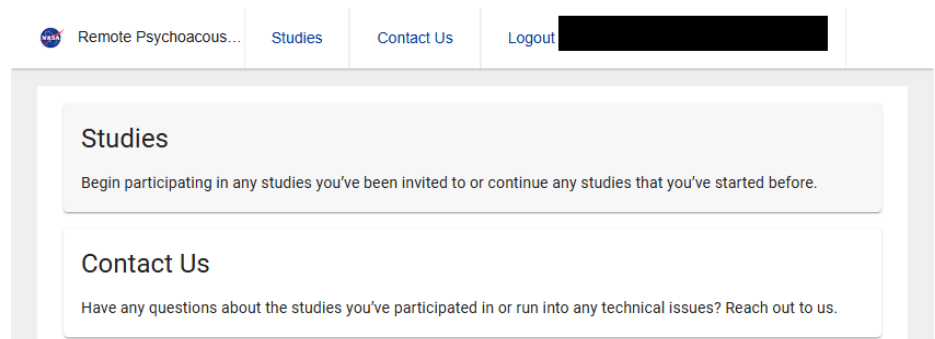 NASA Remote Psychoacous... Studies Contact Us Logout
Studies
Begin participating in any studies you've been invited to or continue any studies that you've started before.
Contact Us
Have any questions about the studies you've participated in or run into any technical issues? Reach out to us.